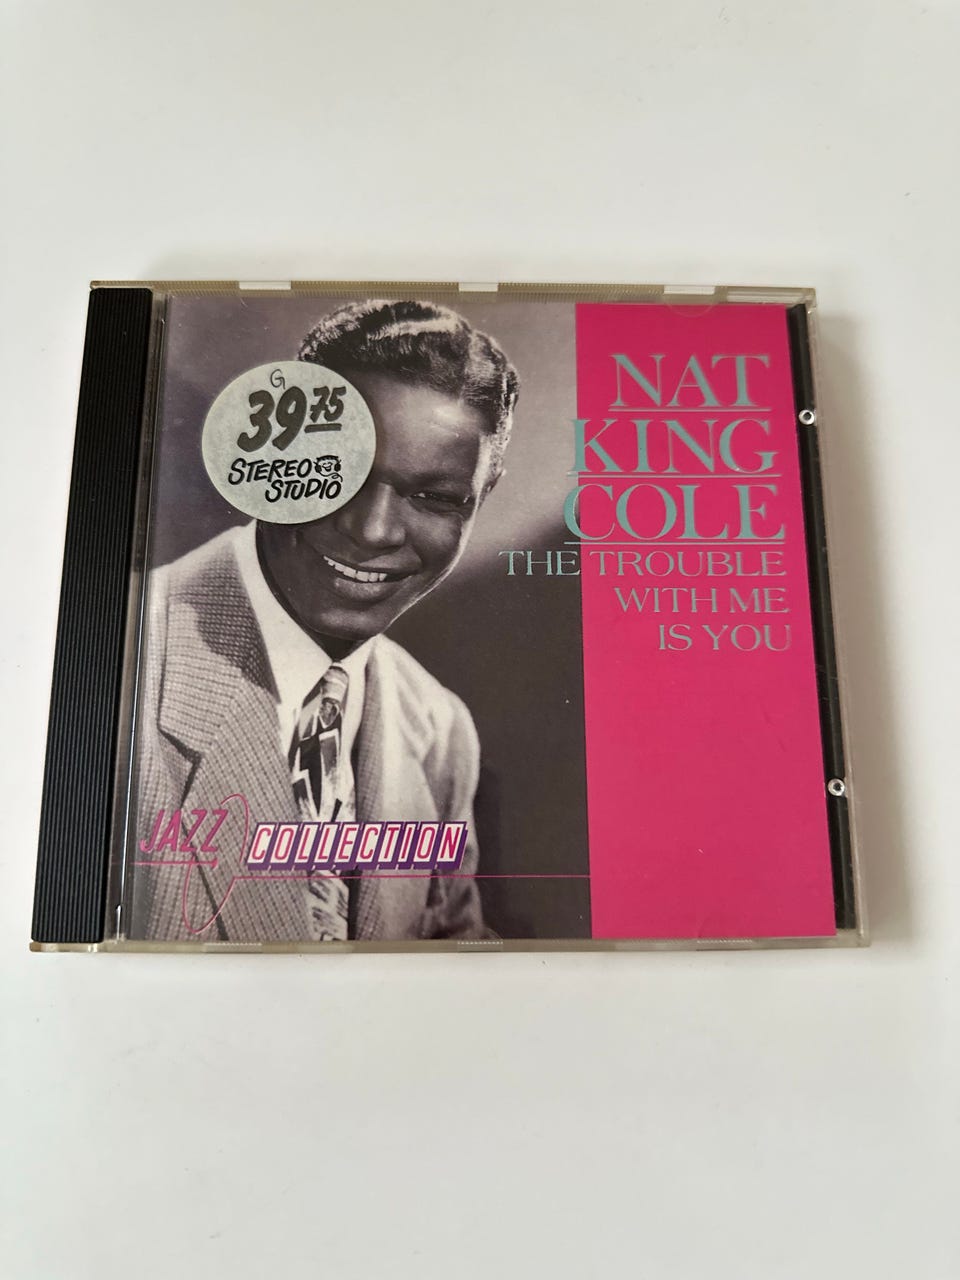 G
39 75
STEREO
STUDIO
NAT
KING
COLE
THE TROUBLE
WITH ME
IS YOU
JAZZ COLLECTION